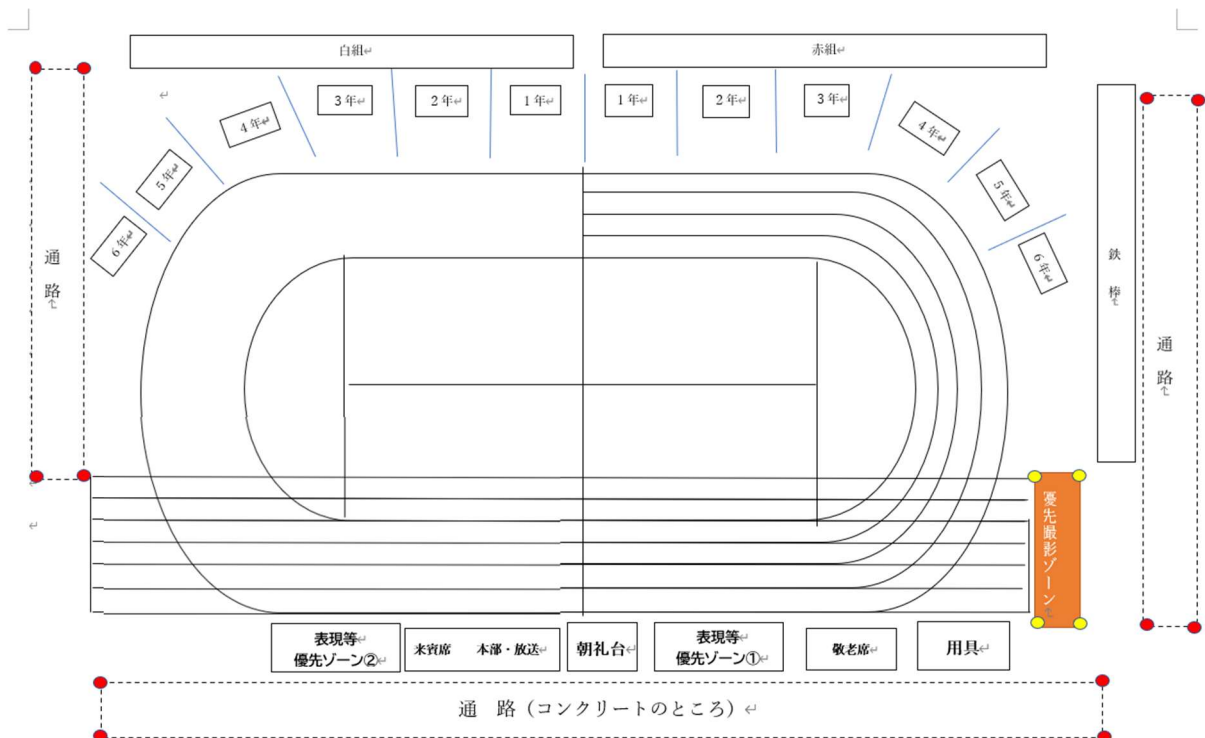 白組
赤組
3年
2年
1年
1年
2年
3年
4年
4年
5年
5年
6年
6年
通路
鉄棒
通路
優先撮影ゾーン
表現等
優先ゾーン②
来賓席 本部・放送
朝礼台
表現等
優先ゾーン①
敬老席
用具
通 路（コンクリートのところ）